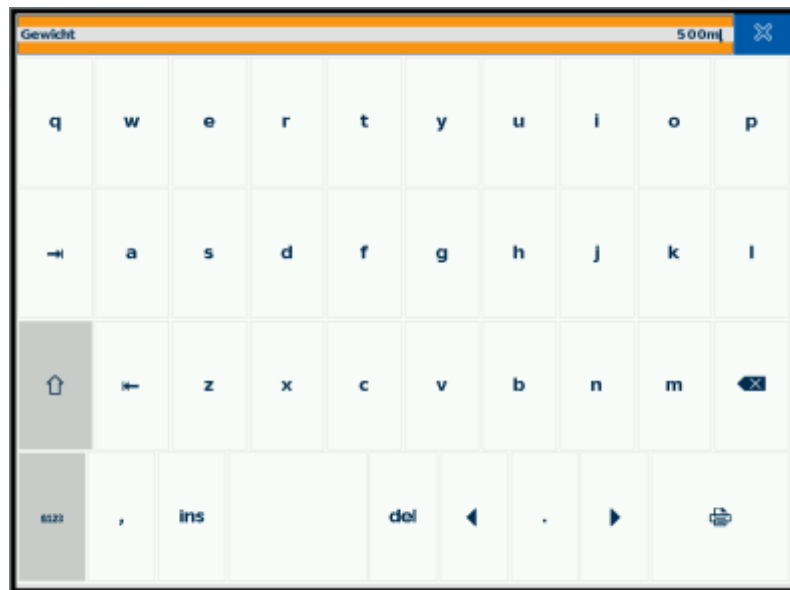 Gewicht 500ml
q w e r t y u i o p
a s d f g h j k l
z x c v b n m
, ins del .